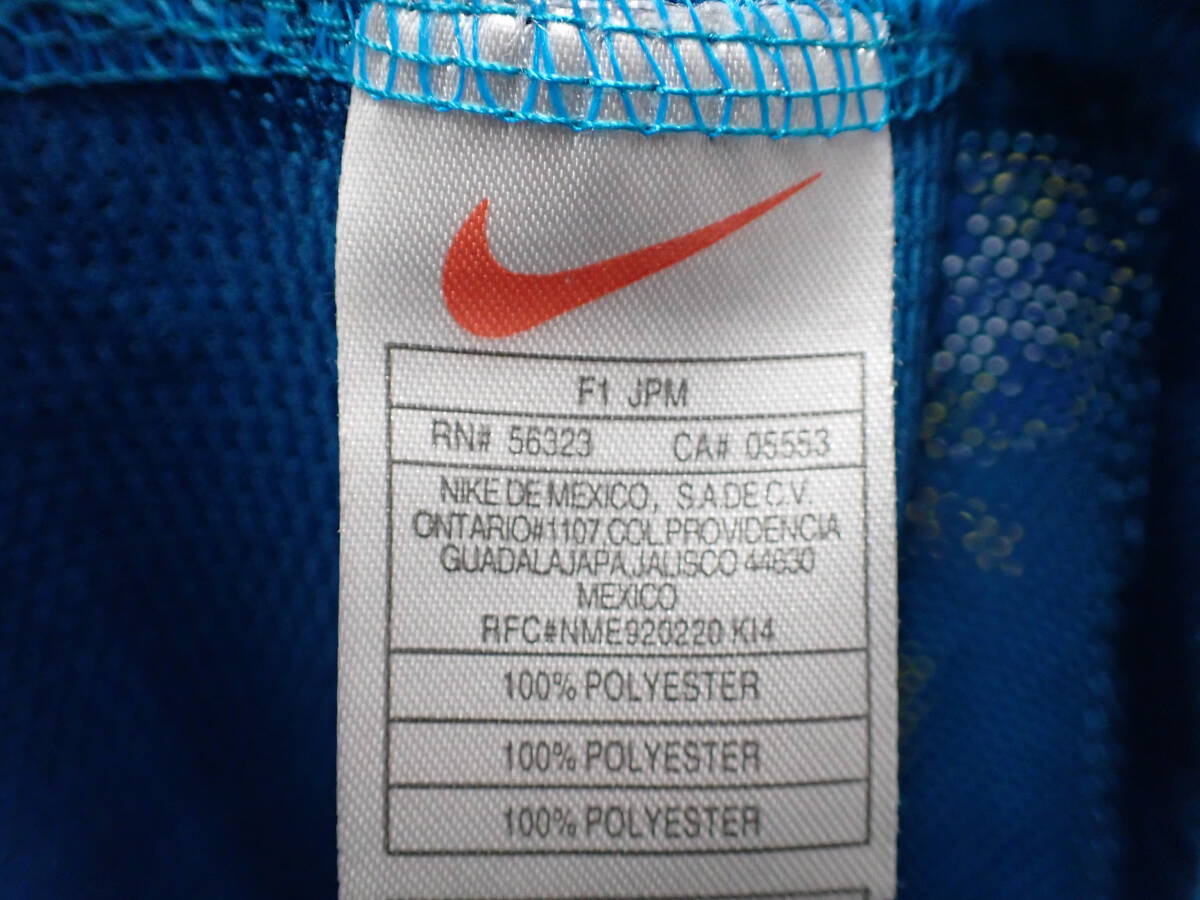 F1 JPM
RN# 56323 CA# 05553
NIKE DE MEXICO, S.A.DE C.V.
ONTARIO#1107,COL.PROVIDENCIA
GUADALAJAPA,JALISCO 44630
MEXICO
RFC#NME920220 KI4
100% POLYESTER
100% POLYESTER
100% POLYESTER